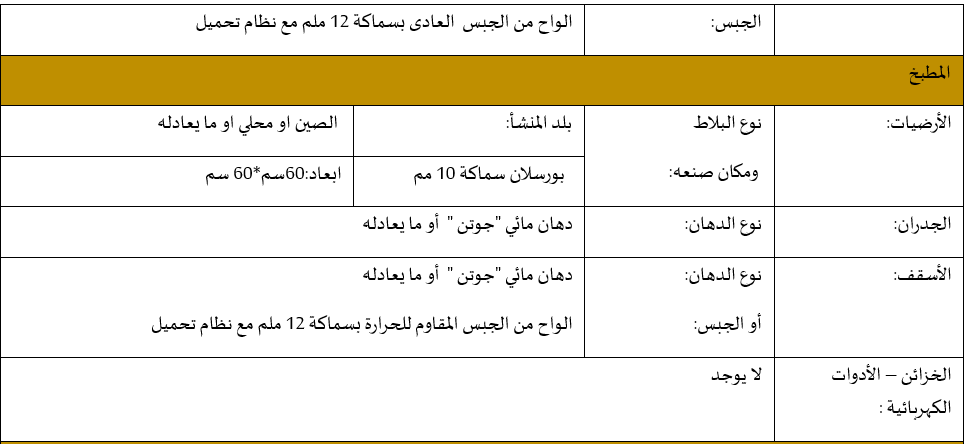 الجبس:
الواح من الجبس العادى بسماكة 12 ملم مع نظام تحميل
المطبخ
الأرضيات:
نوع البلاط
ومكان صنعه:
بلد المنشأ:
الصين او محلي او ما يعادله
بورسلان سماكة 10 مم
ابعاد:60سم*60 سم
الجدران:
نوع الدهان:
دهان مائي "جوتن " أو ما يعادله
الأسقف:
نوع الدهان:
دهان مائي "جوتن " أو ما يعادله
أو الجبس:
الواح من الجبس المقاوم للحرارة بسماكة 12 ملم مع نظام تحميل
الخزائن – الأدوات
الكهربائية :
لا يوجد